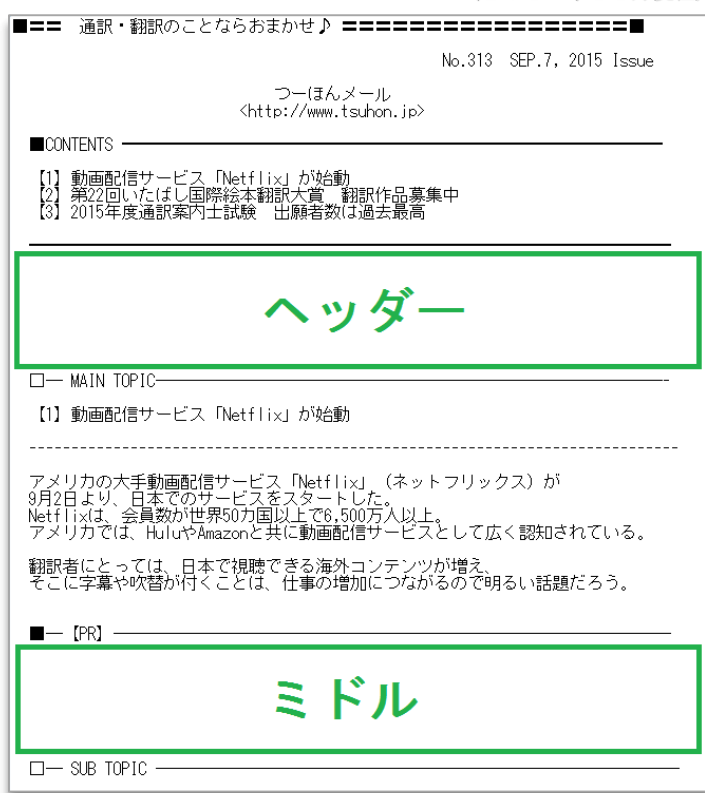 ■== 通訳・翻訳のことならおまかせ♪ =================■
No.313 SEP.7, 2015 Issue
つーほんメール
<http://www.tsuhon.jp>
■CONTENTS ─────────────────────────────
【1】動画配信サービス「Netflix」が始動
【2】第22回いたばし国際絵本翻訳大賞 翻訳作品募集中
【3】2015年度通訳案内士試験 出願者数は過去最高
ヘッダー
□─ MAIN TOPIC─────────────────────────────-
【1】動画配信サービス「Netflix」が始動
-----------------------------------------------------------------------------
アメリカの大手動画配信サービス「Netflix」（ネットフリックス）が
9月2日より、日本でのサービスをスタートした。
Netflixは、会員数が世界50カ国以上で6,500万人以上。
アメリカでは、HuluやAmazonと共に動画配信サービスとして広く認知されている。
翻訳者にとっては、日本で視聴できる海外コンテンツが増え、
そこに字幕や吹替が付くことは、仕事の増加につながるので明るい話題だろう。
■─【PR】─────────────────────────────
ミドル
□─ SUB TOPIC ─────────────────────────────